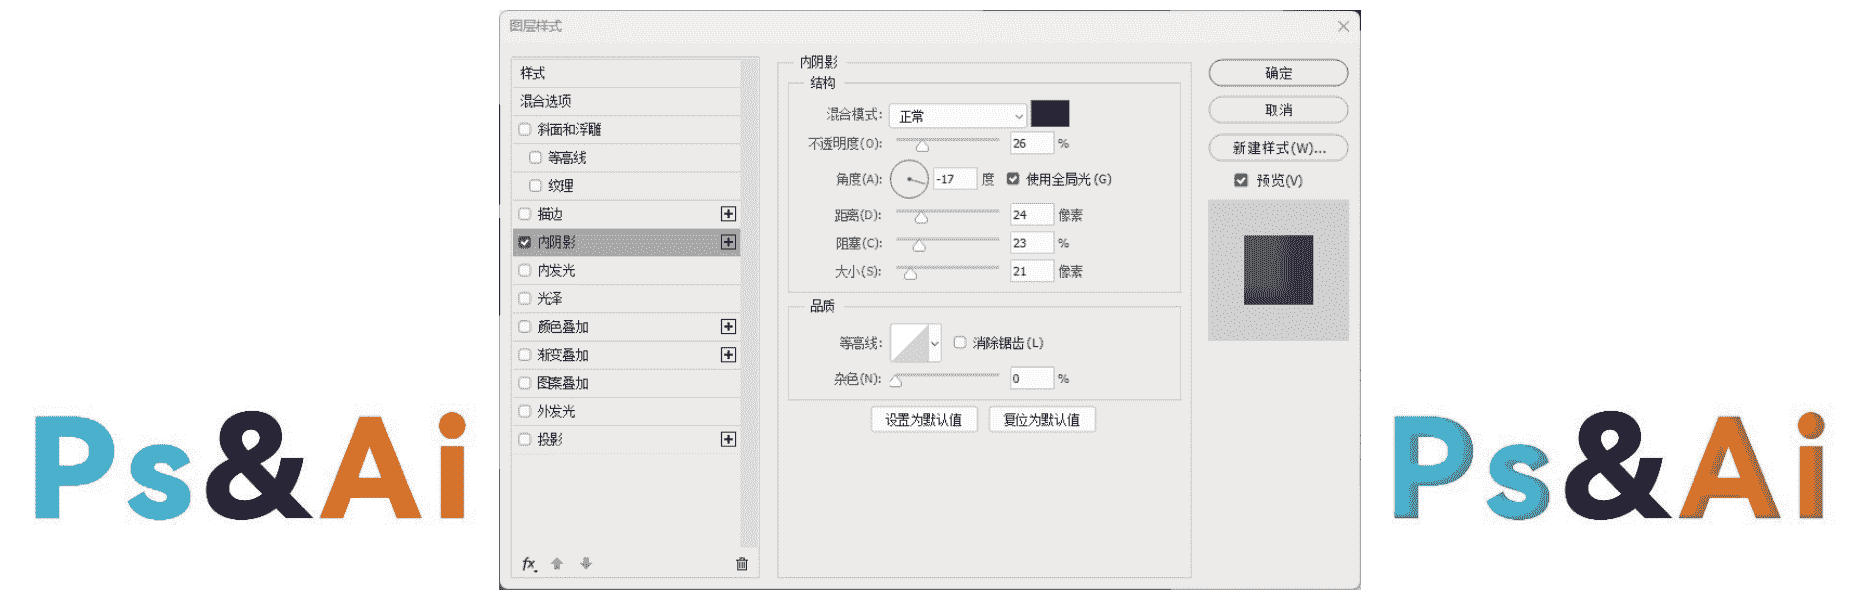 图层样式
样式
混合选项
斜面和浮雕
等高线
纹理
描边
内阴影
内发光
光泽
颜色叠加
渐变叠加
图案叠加
外发光
投影
fx
内阴影
结构
混合模式: 正常
不透明度(O): 26 %
角度(A): -17 度 使用全局光(G)
距离(D): 24 像素
阻塞(C): 23 %
大小(S): 21 像素
品质
等高线: 消除锯齿(L)
杂色(N): 0 %
设置为默认值 复位为默认值
确定
取消
新建样式(W)...
预览(V)
Ps&Ai
Ps&Ai